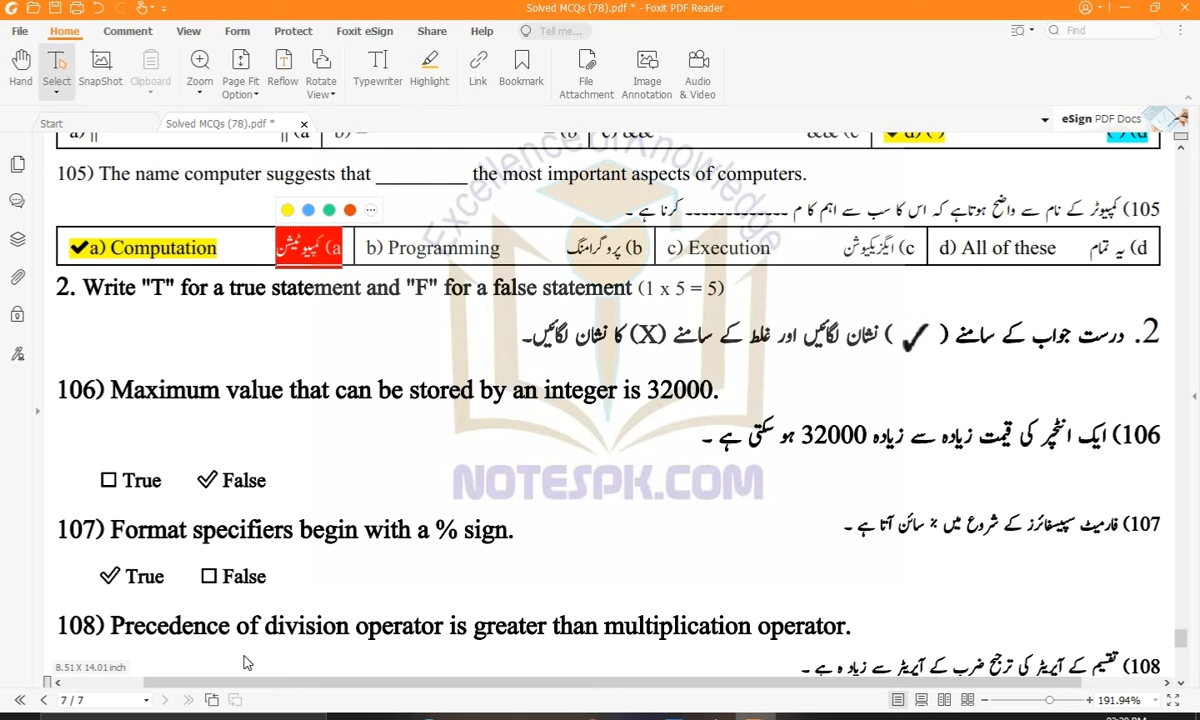 Solved MCQs (78).pdf * - Foxit PDF Reader
File Home Comment View Form Protect Foxit eSign Share Help Tell me... Find
Hand Select SnapShot Clipboard Zoom Page Fit Option Reflow Rotate View Typewriter Highlight Link Bookmark File Attachment Image Annotation Audio & Video
Start Solved MCQs (78).pdf * eSign PDF Docs
105) The name computer suggests that _________ the most important aspects of computers.
105) کمپیوٹر کے نام سے واضح ہوتاہے کہ اس کا سب سے اہم کام ............. کرنا ہے ۔
✔a) Computation a) کمپیوٹیشن b) Programming b) پروگرامنگ c) Execution c) ایگزیکیوشن d) All of these d) یہ تمام
2. Write "T" for a true statement and "F" for a false statement (1 x 5 = 5)
2. درست جواب کے سامنے ( ✓ ) نشان لگائیں اور غلط کے سامنے (X) کا نشان لگائیں۔
106) Maximum value that can be stored by an integer is 32000.
106) ایک انٹیجر کی قیمت زیادہ سے زیادہ 32000 ہو سکتی ہے ۔
☐ True ✓ False
107) Format specifiers begin with a % sign.
107) فارمیٹ سپیسفائرز کے شروع میں % سائن آتا ہے ۔
✓ True ☐ False
108) Precedence of division operator is greater than multiplication operator.
108) تقسیم کے آپریٹر کی ترجیح ضرب کے آپریٹر سے زیادہ ہے ۔
Excellence of Knowledge
NOTESPK.COM
8.51 X 14.01 inch
7 / 7 191.94%